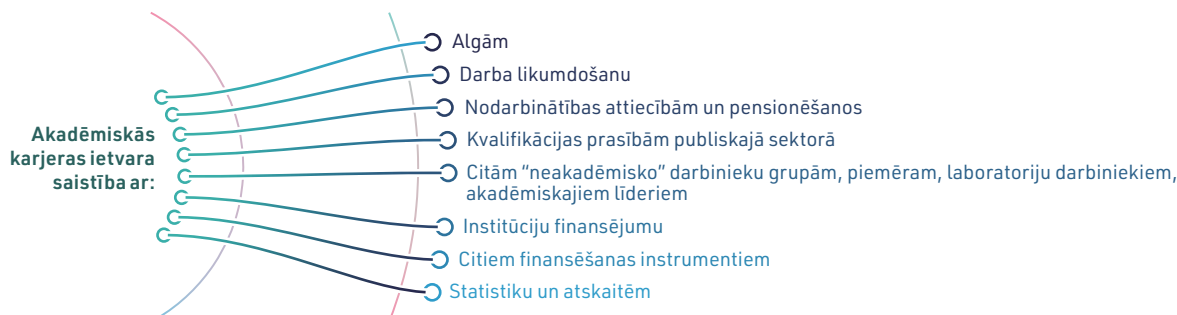 Akadēmiskās
karjeras ietvara
saistība ar:
Algām
Darba likumdošanu
Nodarbinātības attiecībām un pensionēšanos
Kvalifikācijas prasībām publiskajā sektorā
Citām “neakadēmisko” darbinieku grupām, piemēram, laboratoriju darbiniekiem,
akadēmiskajiem līderiem
Institūciju finansējumu
Citiem finansēšanas instrumentiem
Statistiku un atskaitēm